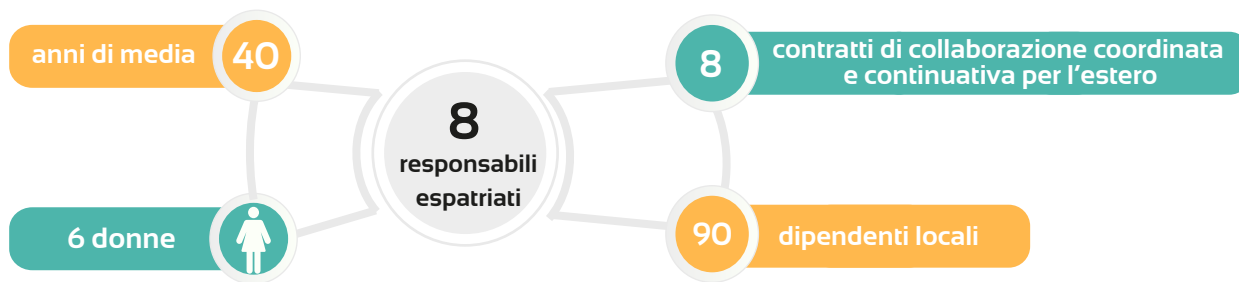 anni di media 40
8
responsabili
espatriati
8
contratti di collaborazione coordinata
e continuativa per l’estero
6 donne
90 dipendenti locali